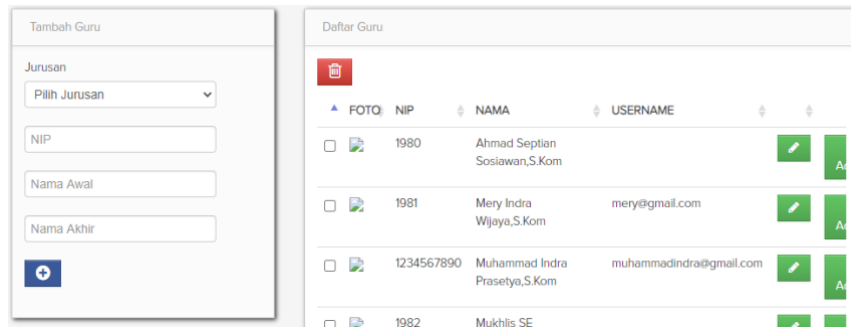 Tambah Guru
Jurusan
Pilih Jurusan
NIP
Nama Awal
Nama Akhir
Daftar Guru
FOTO NIP NAMA USERNAME
1980 Ahmad Septian
Sosiawan,S.Kom
1981 Mery Indra mery@gmail.com
Wijaya,S.Kom
1234567890 Muhammad Indra muhammadindra@gmail.com
Prasetya,S.Kom
1982 Mukhlis SE